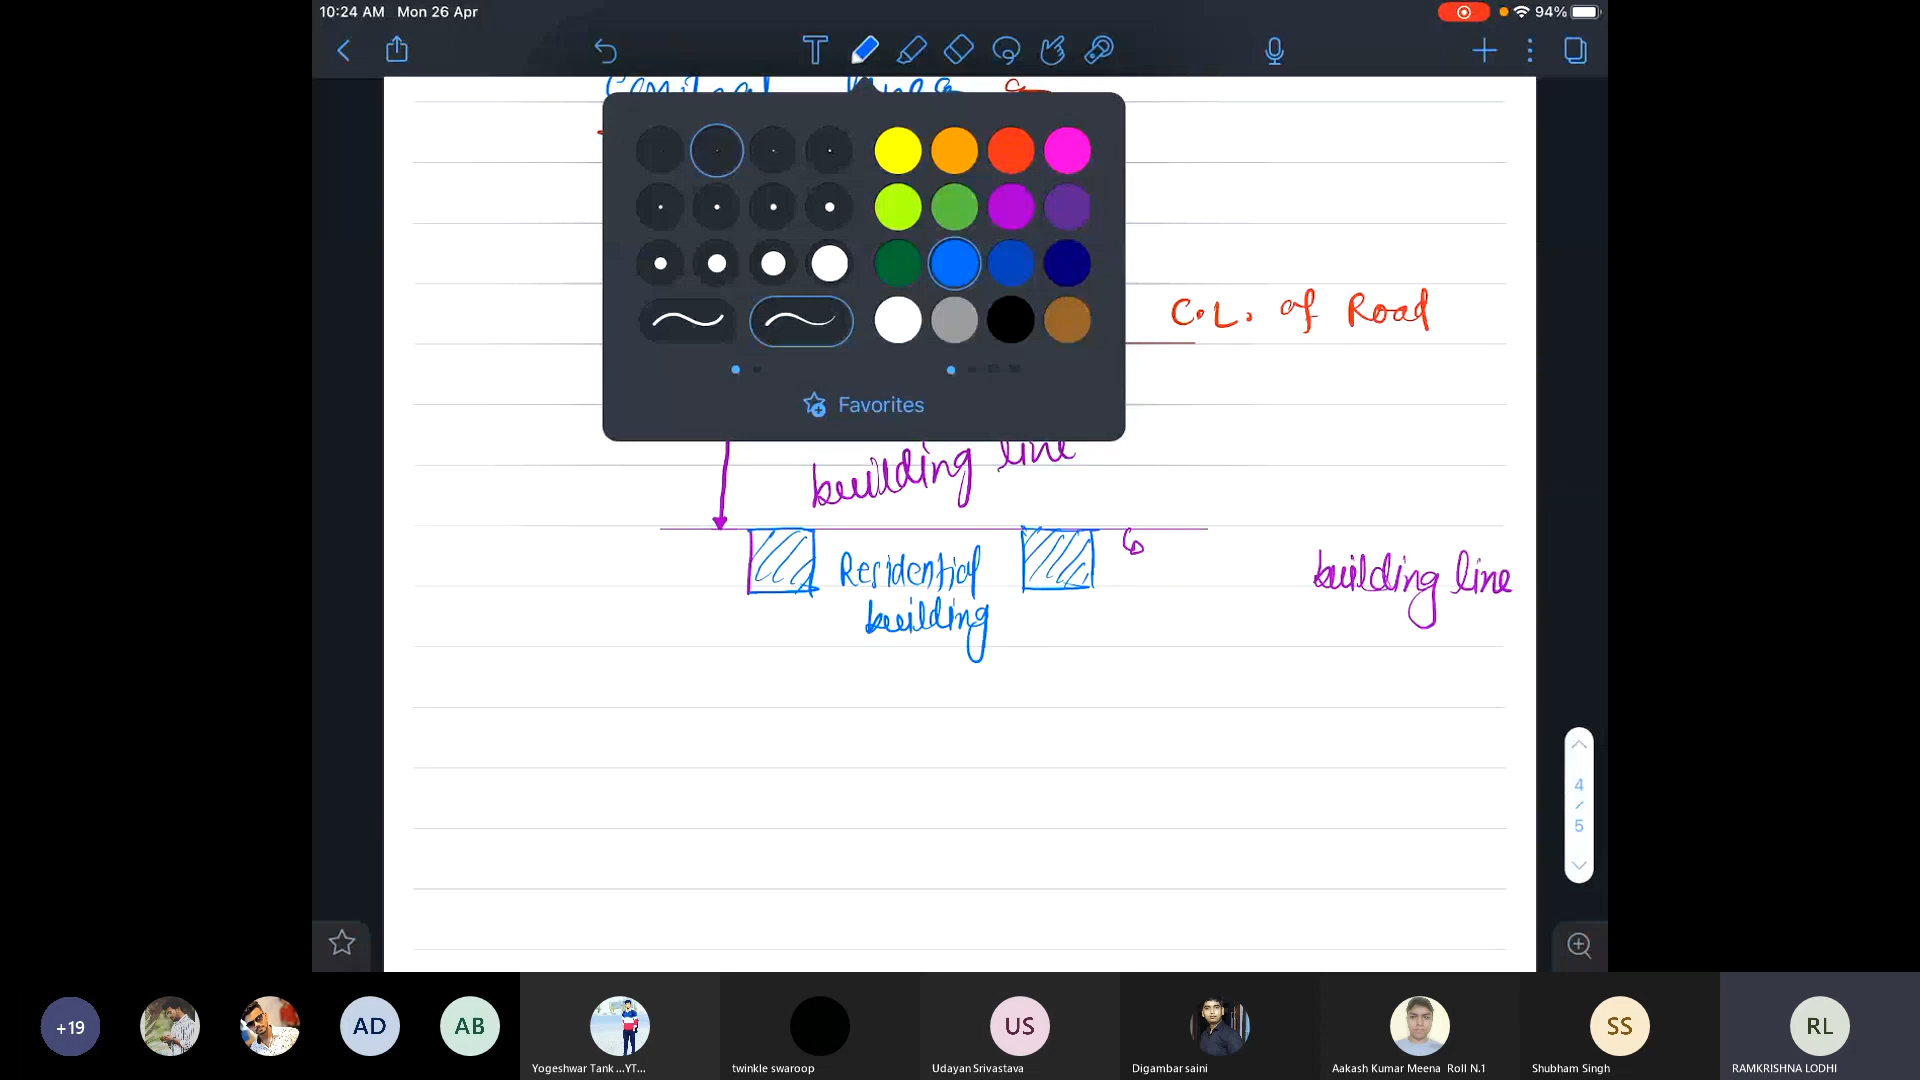 10:24 AM Mon 26 Apr
94%
Favorites
C.L. of Road
building line
Residential
building
building line
4
/
5
+19
AD
AB
US
SS
RL
Yogeshwar Tank ...YT...
twinkle swaroop
Udayan Srivastava
Digambar saini
Aakash Kumar Meena Roll N.1
Shubham Singh
RAMKRISHNA LODHI